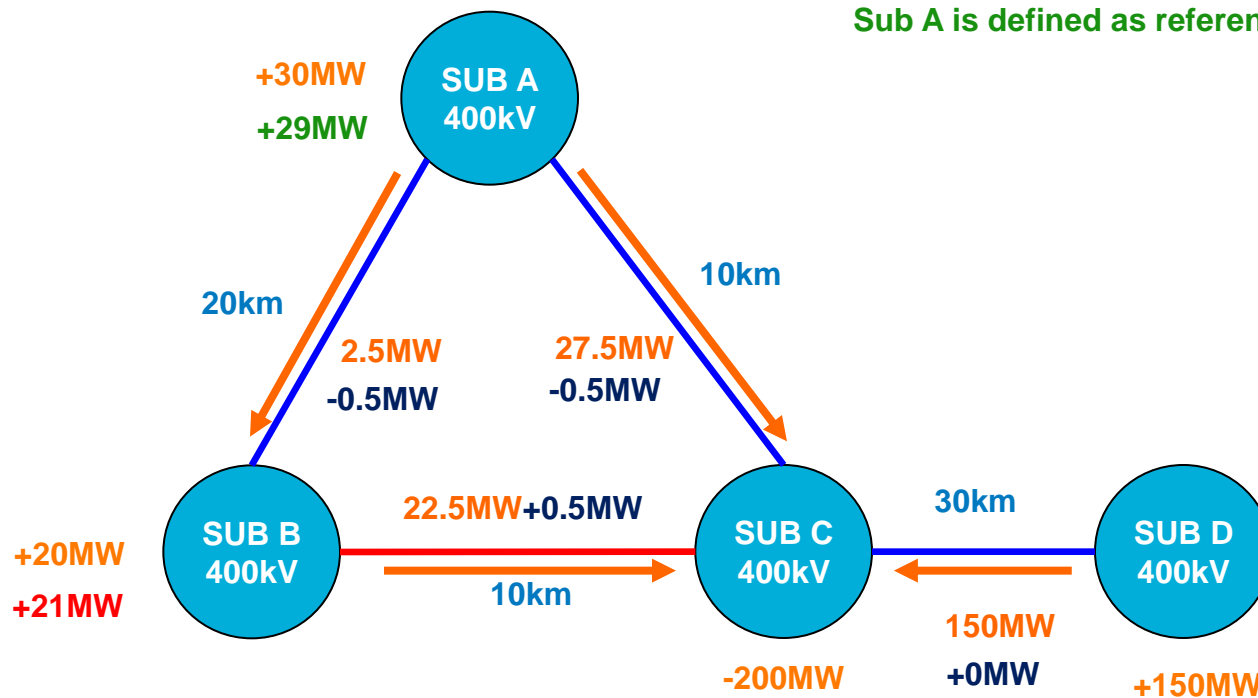 Sub A is defined as referen
+30MW
+29MW
SUB A
400kV
20km
10km
2.5MW
-0.5MW
27.5MW
-0.5MW
22.5MW+0.5MW
30km
SUB B
400kV
SUB C
400kV
SUB D
400kV
+20MW
+21MW
10km
150MW
+0MW
-200MW
+150MW